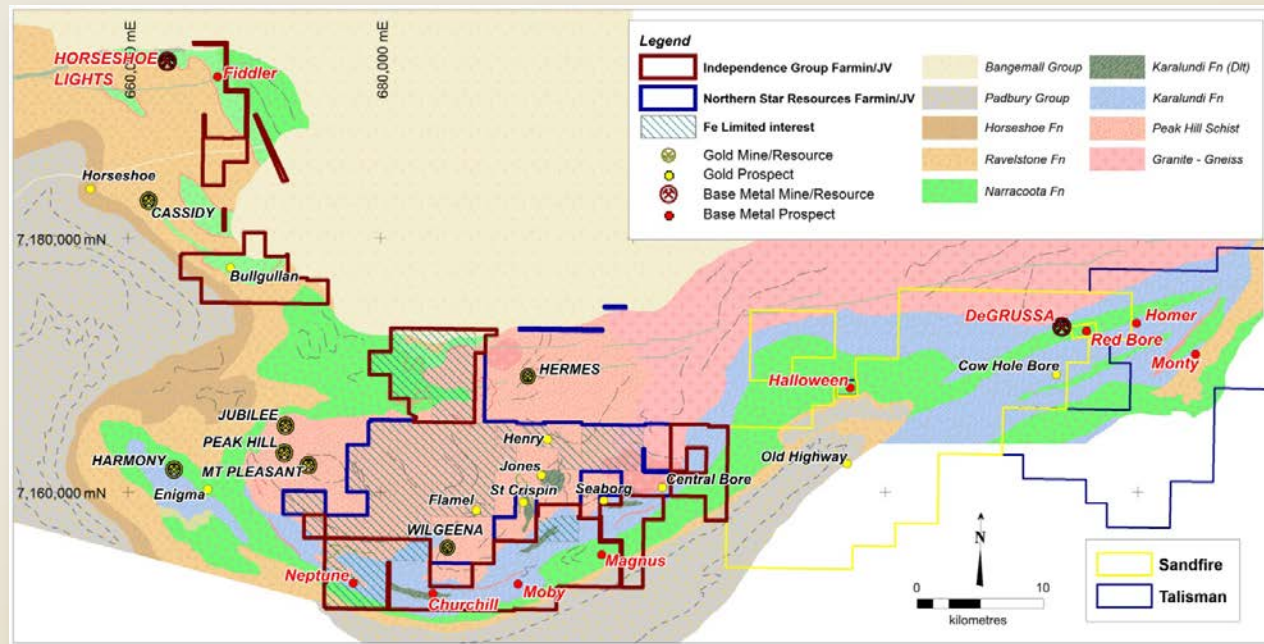 HORSESHOE
LIGHTS
Fiddler
660,000 mE
680,000 mE
Horseshoe
CASSIDY
7,180,000 mN
Bullgullan
JUBILEE
PEAK HILL
HARMONY
MT PLEASANT
Enigma
7,160,000 mN
HERMES
Henry
Jones
Flamel
St Crispin
Seaborg
Central Bore
WILGEENA
Neptune
Churchill
Moby
Magnus
Halloween
Old Highway
DeGRUSSA
Homer
Red Bore
Cow Hole Bore
Monty
Legend
Independence Group Farmin/JV
Northern Star Resources Farmin/JV
Fe Limited interest
Gold Mine/Resource
Gold Prospect
Base Metal Mine/Resource
Base Metal Prospect
Bangemall Group
Padbury Group
Horseshoe Fn
Ravelstone Fn
Narracoota Fn
Karalundi Fn (Dlt)
Karalundi Fn
Peak Hill Schist
Granite - Gneiss
N
0 10
kilometres
Sandfire
Talisman